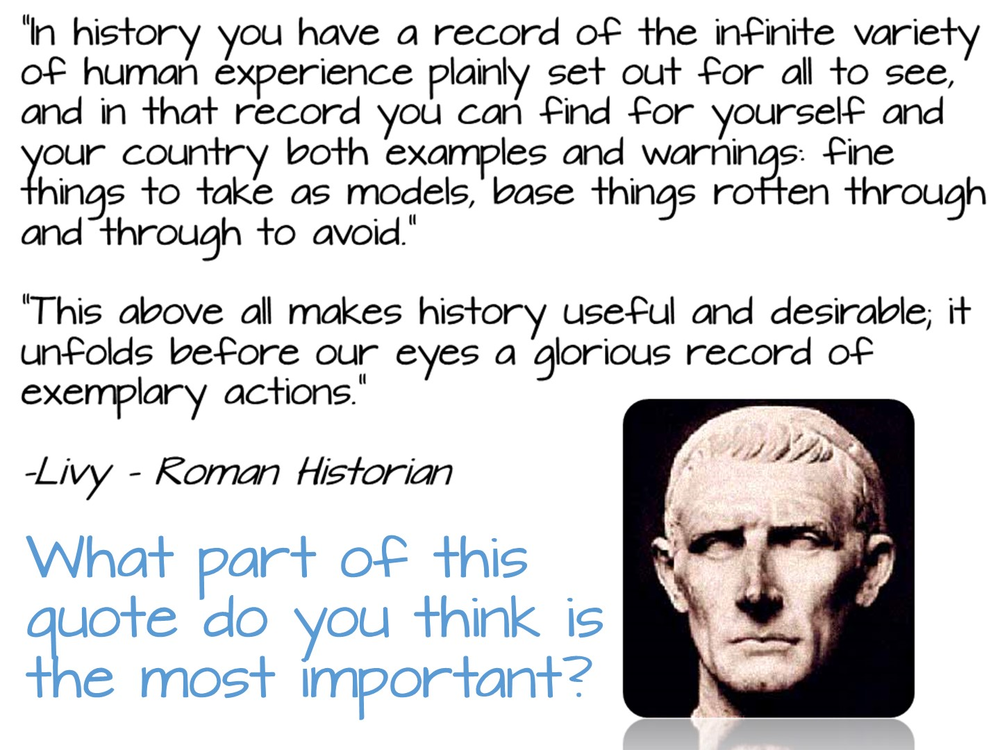 "In history you have a record of the infinite variety
of human experience plainly set out for all to see,
and in that record you can find for yourself and
your country both examples and warnings: fine
things to take as models, base things rotten through
and through to avoid."
"This above all makes history useful and desirable; it
unfolds before our eyes a glorious record of
exemplary actions."
-Livy - Roman Historian
What part of this
quote do you think is
the most important?